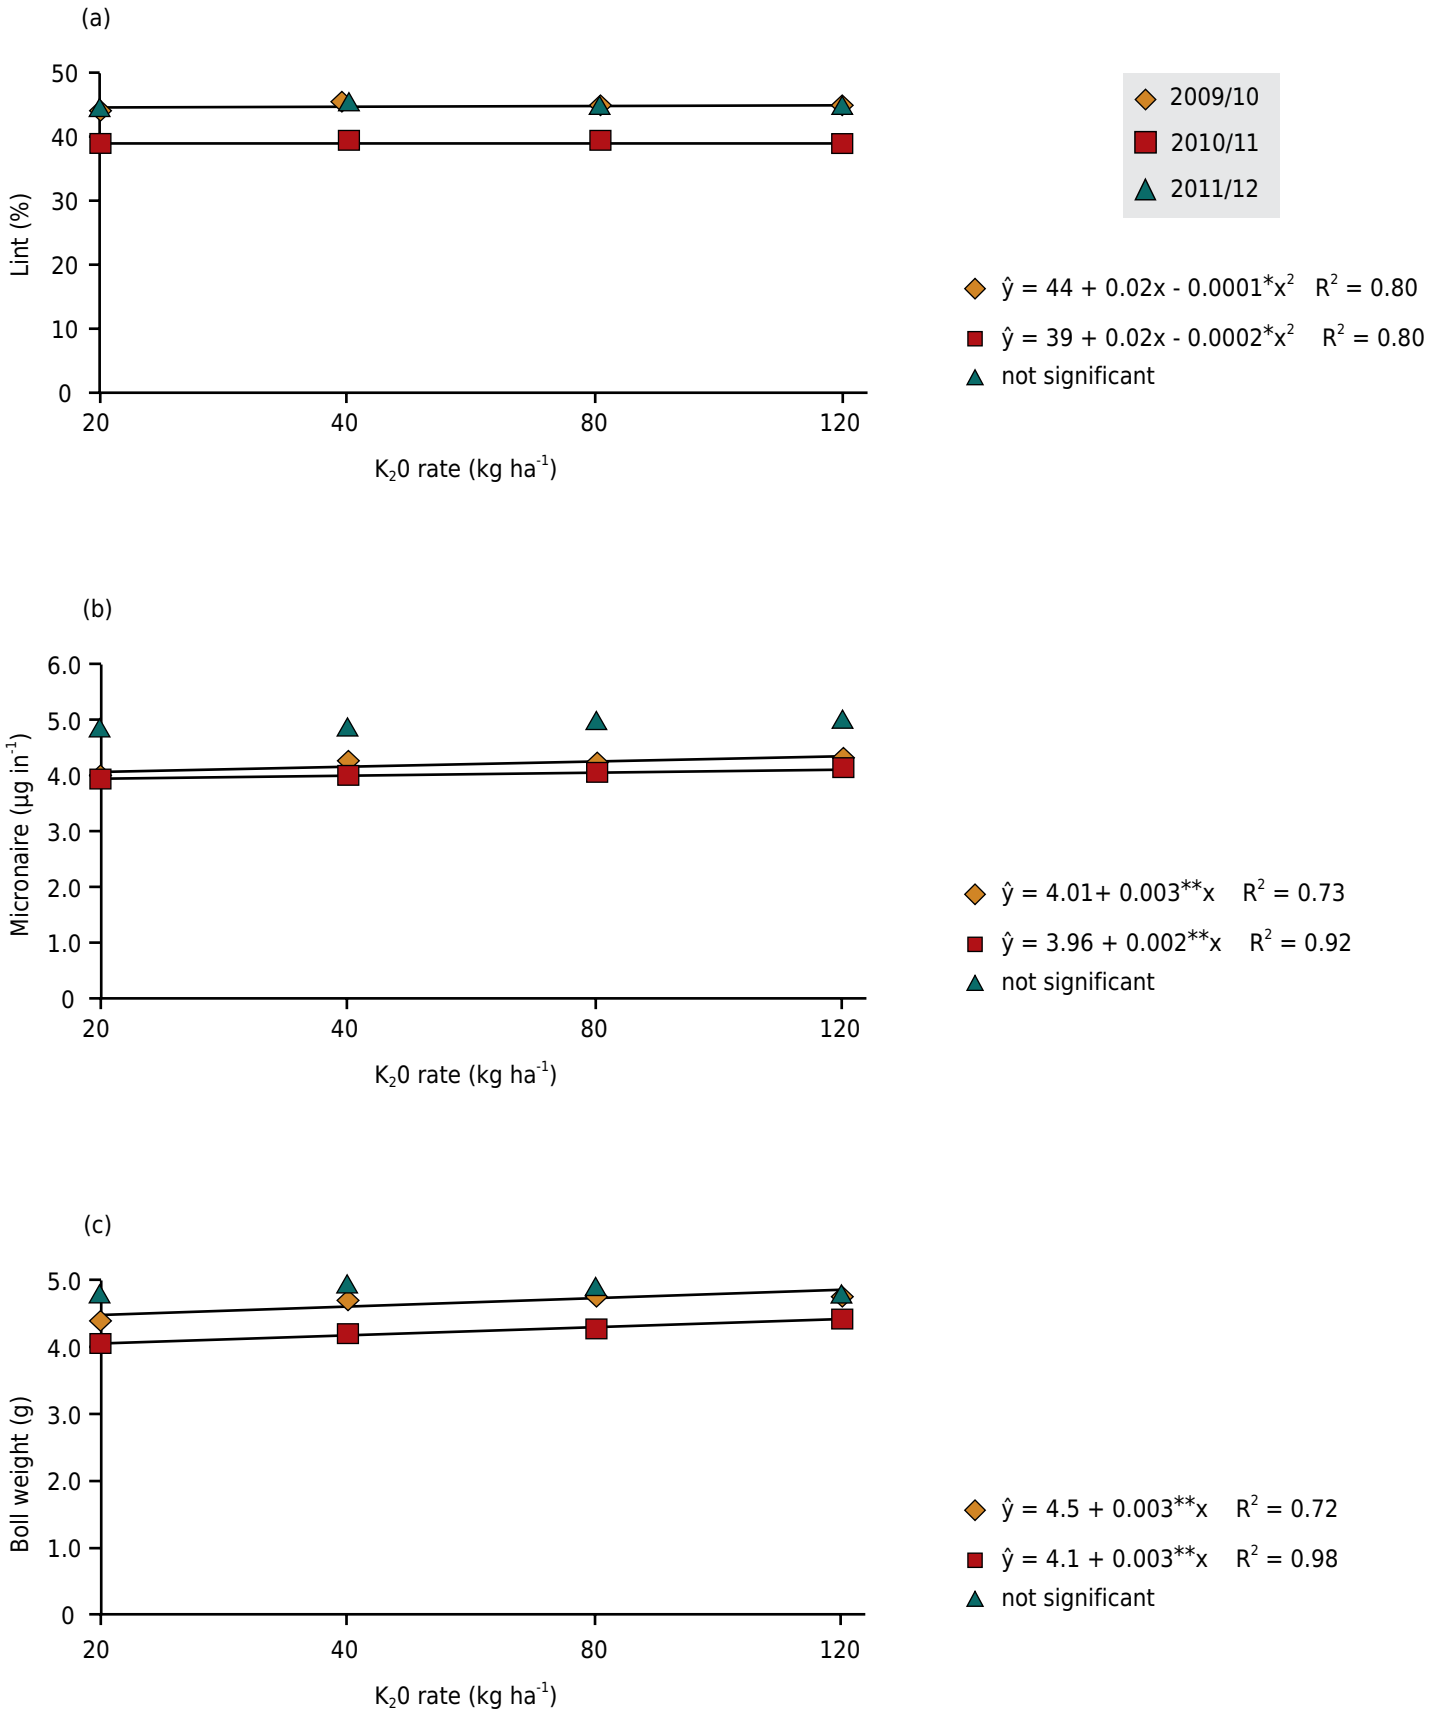 (a)
50
40
30
20
10
0
Lint (%)
20 40 80 120
K₂0 rate (kg ha⁻¹)
2009/10
2010/11
2011/12
ŷ = 44 + 0.02x - 0.0001*x² R² = 0.80
ŷ = 39 + 0.02x - 0.0002*x² R² = 0.80
not significant
(b)
6.0
5.0
4.0
3.0
2.0
1.0
0
Micronaire (µg in⁻¹)
20 40 80 120
K₂0 rate (kg ha⁻¹)
ŷ = 4.01+ 0.003**x R² = 0.73
ŷ = 3.96 + 0.002**x R² = 0.92
not significant
(c)
5.0
4.0
3.0
2.0
1.0
0
Boll weight (g)
20 40 80 120
K₂0 rate (kg ha⁻¹)
ŷ = 4.5 + 0.003**x R² = 0.72
ŷ = 4.1 + 0.003**x R² = 0.98
not significant